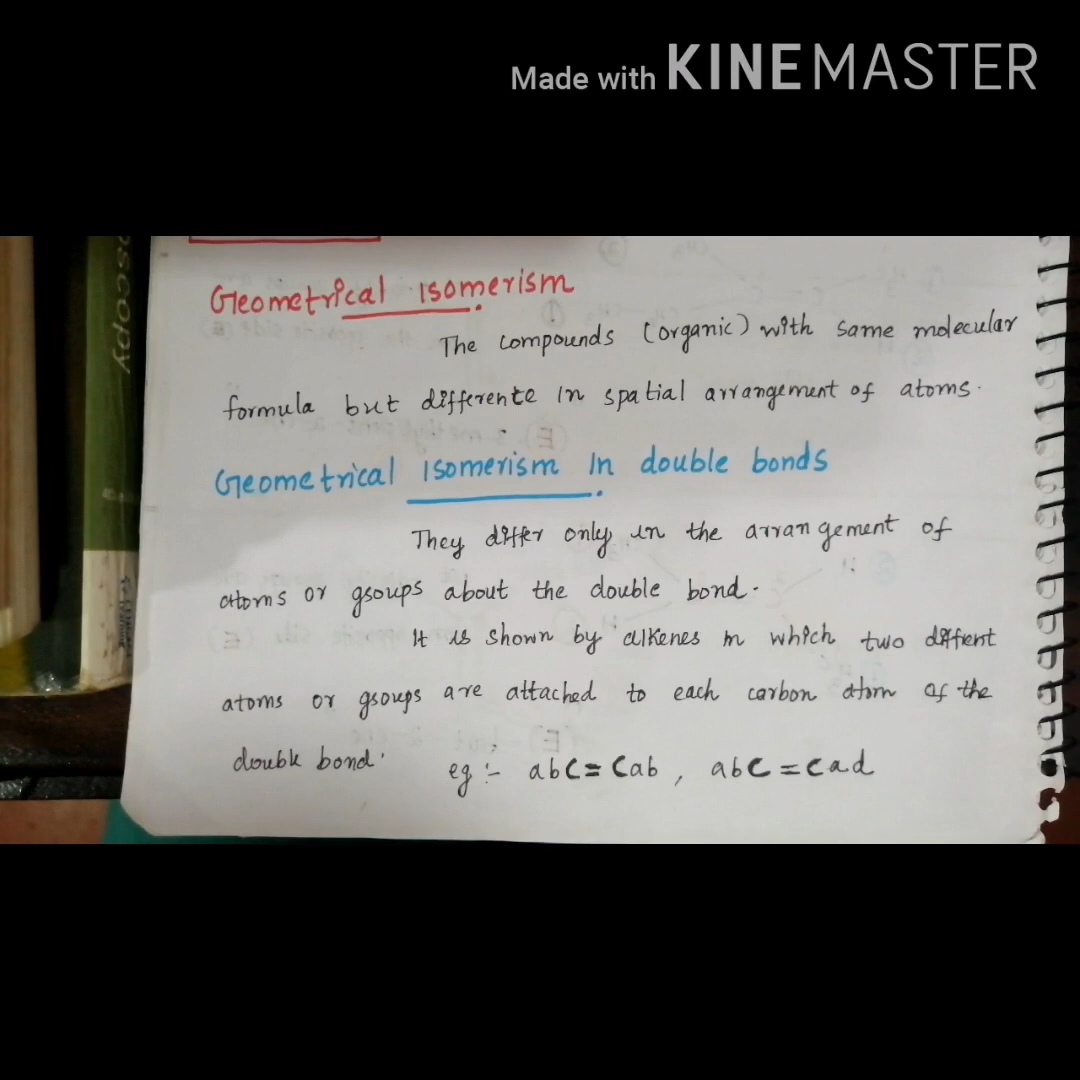 Made with KINEMASTER
OSCOPY
Geometrical isomerism
The compounds (organic) with same molecular
formula but differente in spatial arrangement of atoms.
Geometrical isomerism in double bonds
They differ only in the arrangement of
atoms or gsoups about the double bond.
It is shown by alkenes in which two diffrent
atoms or gsoups are attached to each carbon atom of the
double bond.
eg :- abC=Cab , abC=Cad